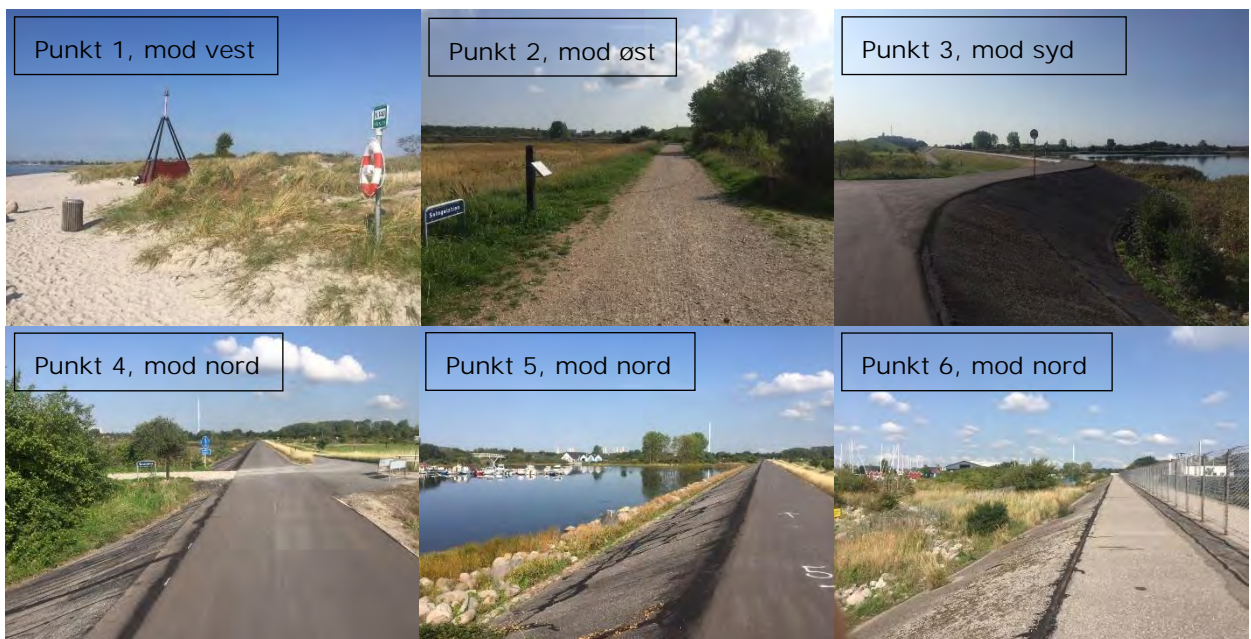 Punkt 1, mod vest
Punkt 2, mod øst
Punkt 3, mod syd
Punkt 4, mod nord
Punkt 5, mod nord
Punkt 6, mod nord